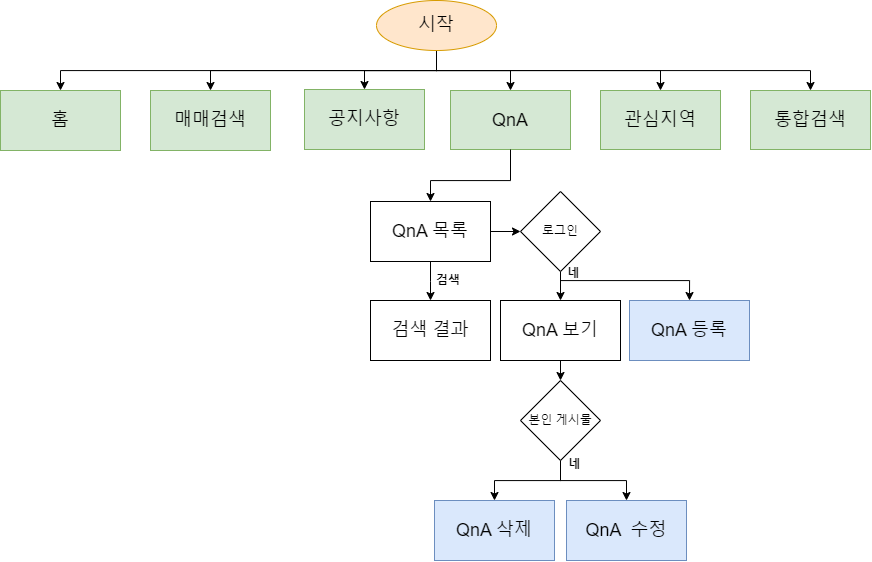 시작
홈
매매검색
공지사항
QnA
관심지역
통합검색
QnA 목록
로그인
검색
네
검색 결과
QnA 보기
QnA 등록
본인 게시물
네
QnA 삭제
QnA 수정